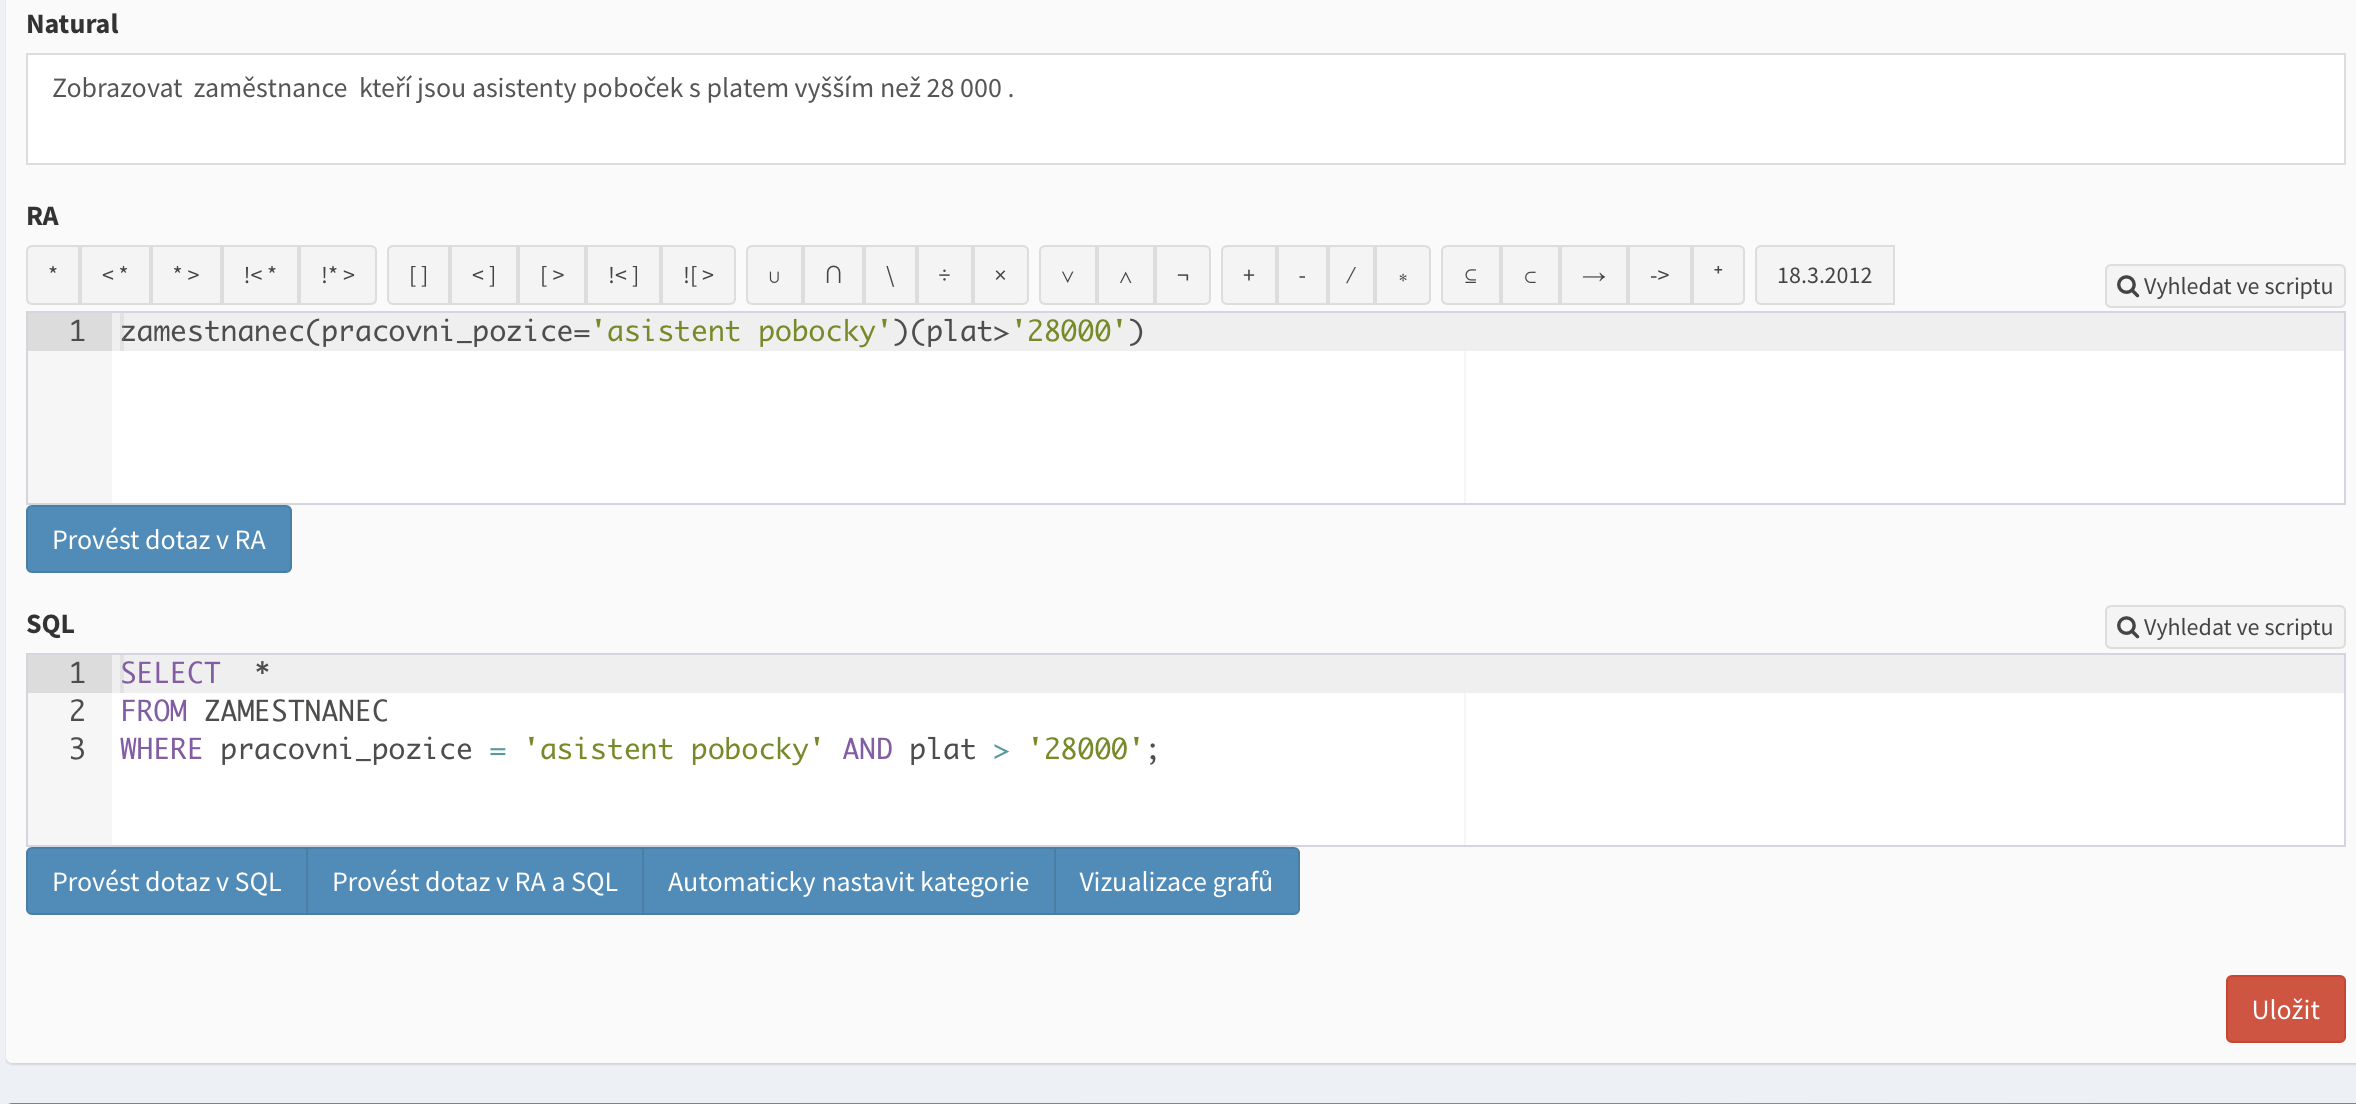 Natural
Zobrazovat  zaměstnance  kteří jsou asistenty poboček s platem vyšším než 28 000 .
RA
* <* *> !<* !*> [] <] [> !<] ![> ∪ ∩ \ ÷ × ∨ ∧ ¬ + - / * ⊆ ⊂ → -> + 18.3.2012 Vyhledat ve scriptu
1 zamestnanec(pracovni_pozice='asistent pobocky')(plat>'28000')
Provést dotaz v RA
SQL Vyhledat ve scriptu
1 SELECT  *
2 FROM ZAMESTNANEC
3 WHERE pracovni_pozice = 'asistent pobocky' AND plat > '28000';
Provést dotaz v SQL Provést dotaz v RA a SQL Automaticky nastavit kategorie Vizualizace grafů
Uložit